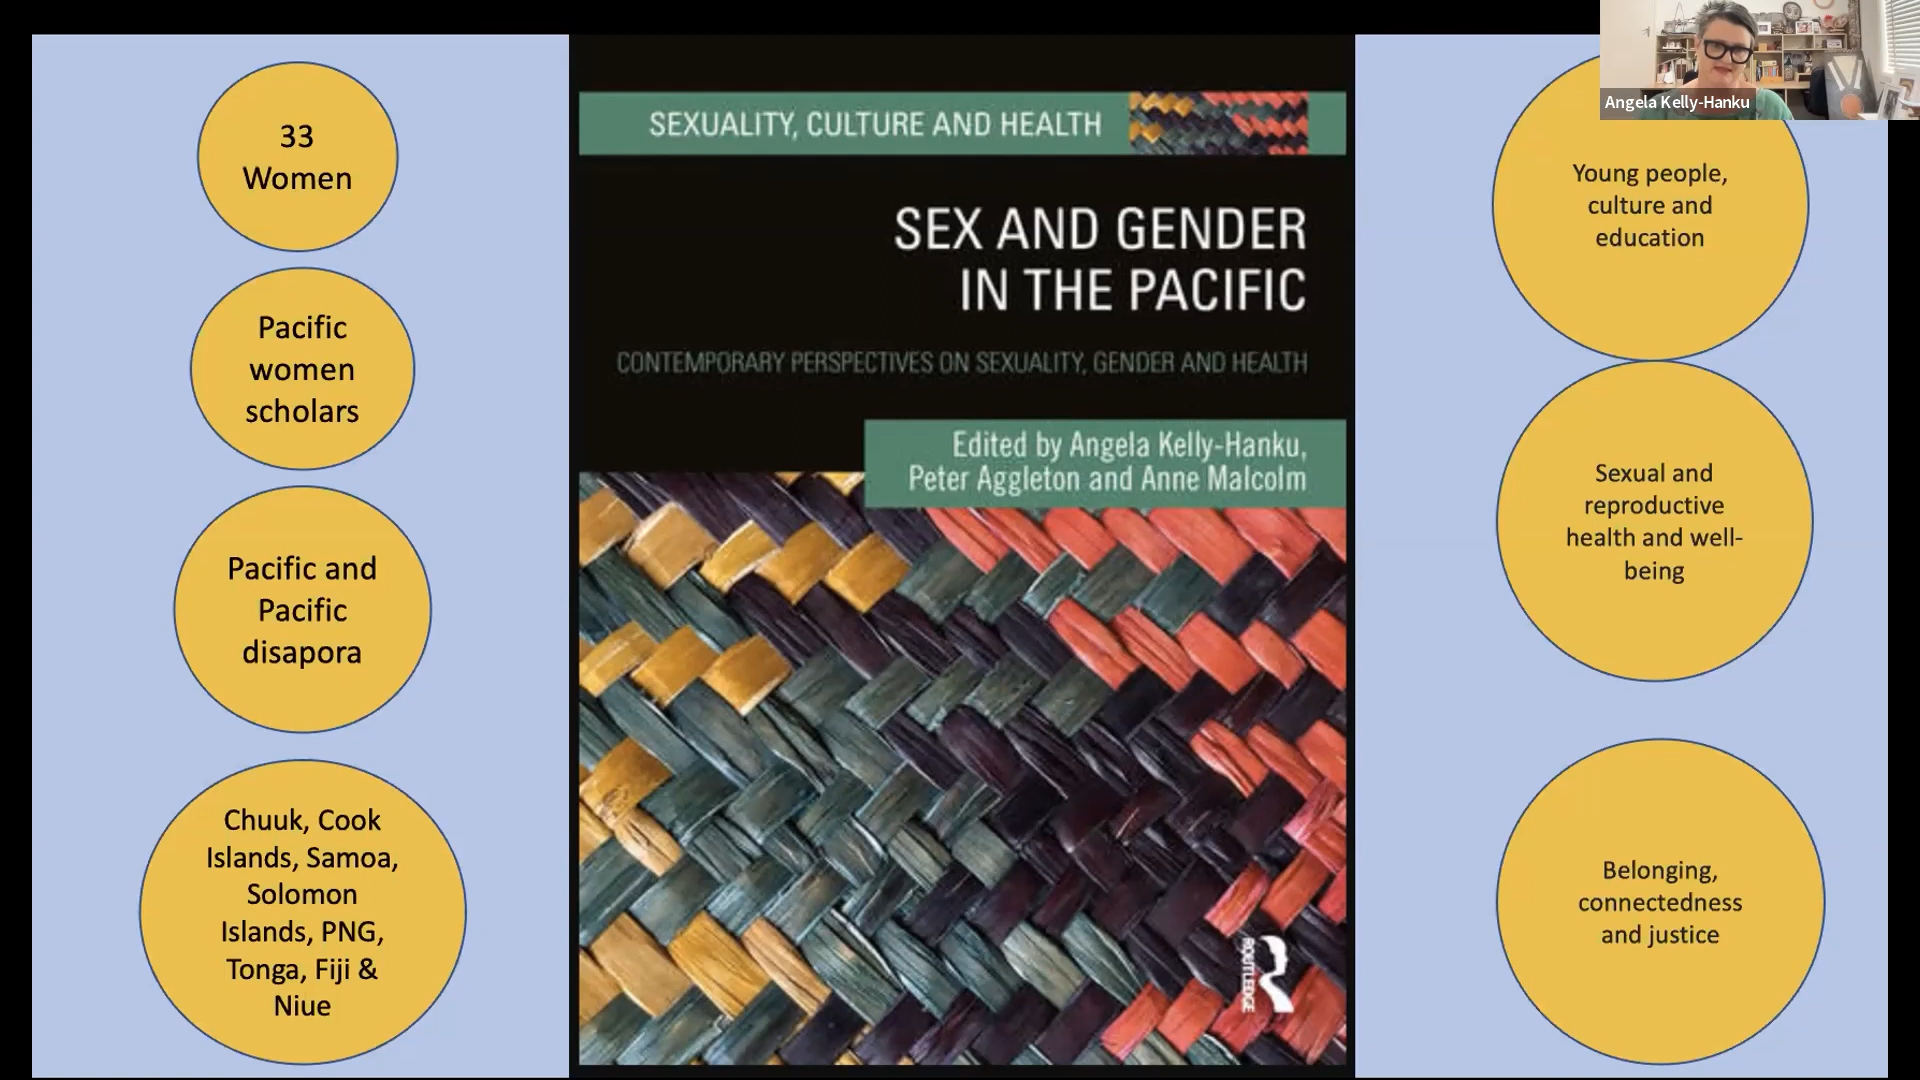 33
Women
Pacific
women
scholars
Pacific and
Pacific
disapora
Chuuk, Cook
Islands, Samoa,
Solomon
Islands, PNG,
Tonga, Fiji &
Niue
SEXUALITY, CULTURE AND HEALTH
SEX AND GENDER
IN THE PACIFIC
CONTEMPORARY PERSPECTIVES ON SEXUALITY, GENDER AND HEALTH
Edited by Angela Kelly-Hanku,
Peter Aggleton and Anne Malcolm
ROUTLEDGE
Angela Kelly-Hanku
Young people,
culture and
education
Sexual and
reproductive
health and well-
being
Belonging,
connectedness
and justice